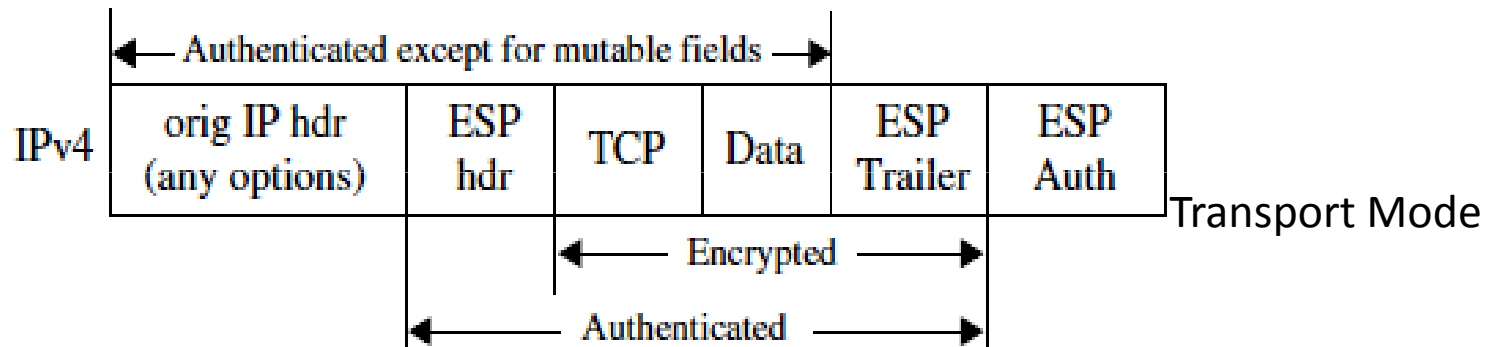 Authenticated except for mutable fields
IPv4
orig IP hdr
(any options)
ESP
hdr
TCP
Data
ESP
Trailer
ESP
Auth
Transport Mode
Encrypted
Authenticated